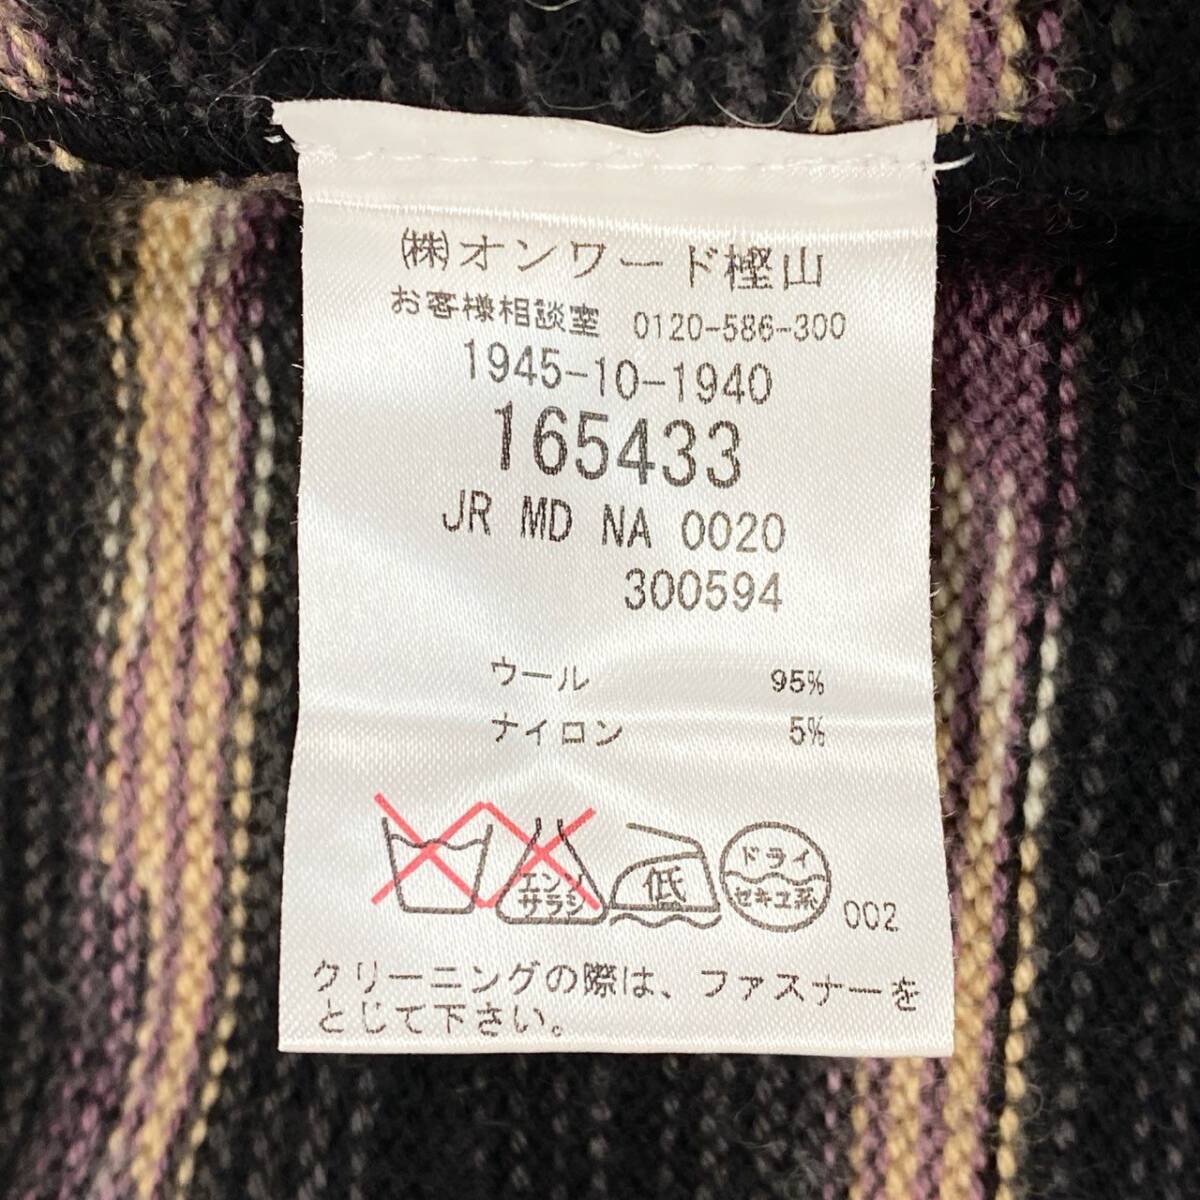 ㈱オンワード樫山
お客様相談室 0120-586-300
1945-10-1940
165433
JR MD NA 0020
300594
ウール 95%
ナイロン 5%
エンソ
サラシ
低
ドライ
セキユ系
002
クリーニングの際は、ファスナーを
とじて下さい。